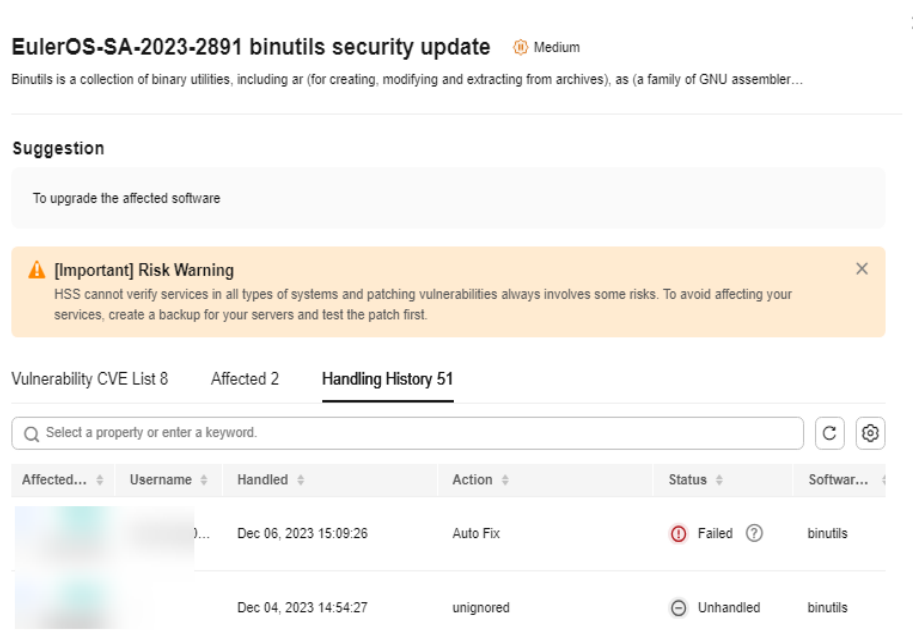 EulerOS-SA-2023-2891 binutils security update Medium
Binutils is a collection of binary utilities, including ar (for creating, modifying and extracting from archives), as (a family of GNU assembler...
Suggestion
To upgrade the affected software
[Important] Risk Warning
HSS cannot verify services in all types of systems and patching vulnerabilities always involves some risks. To avoid affecting your
services, create a backup for your servers and test the patch first.
Vulnerability CVE List 8 Affected 2 Handling History 51
Select a property or enter a keyword.
Affected... Username Handled Action Status Softwar...
Dec 06, 2023 15:09:26 Auto Fix Failed binutils
Dec 04, 2023 14:54:27 unignored Unhandled binutils